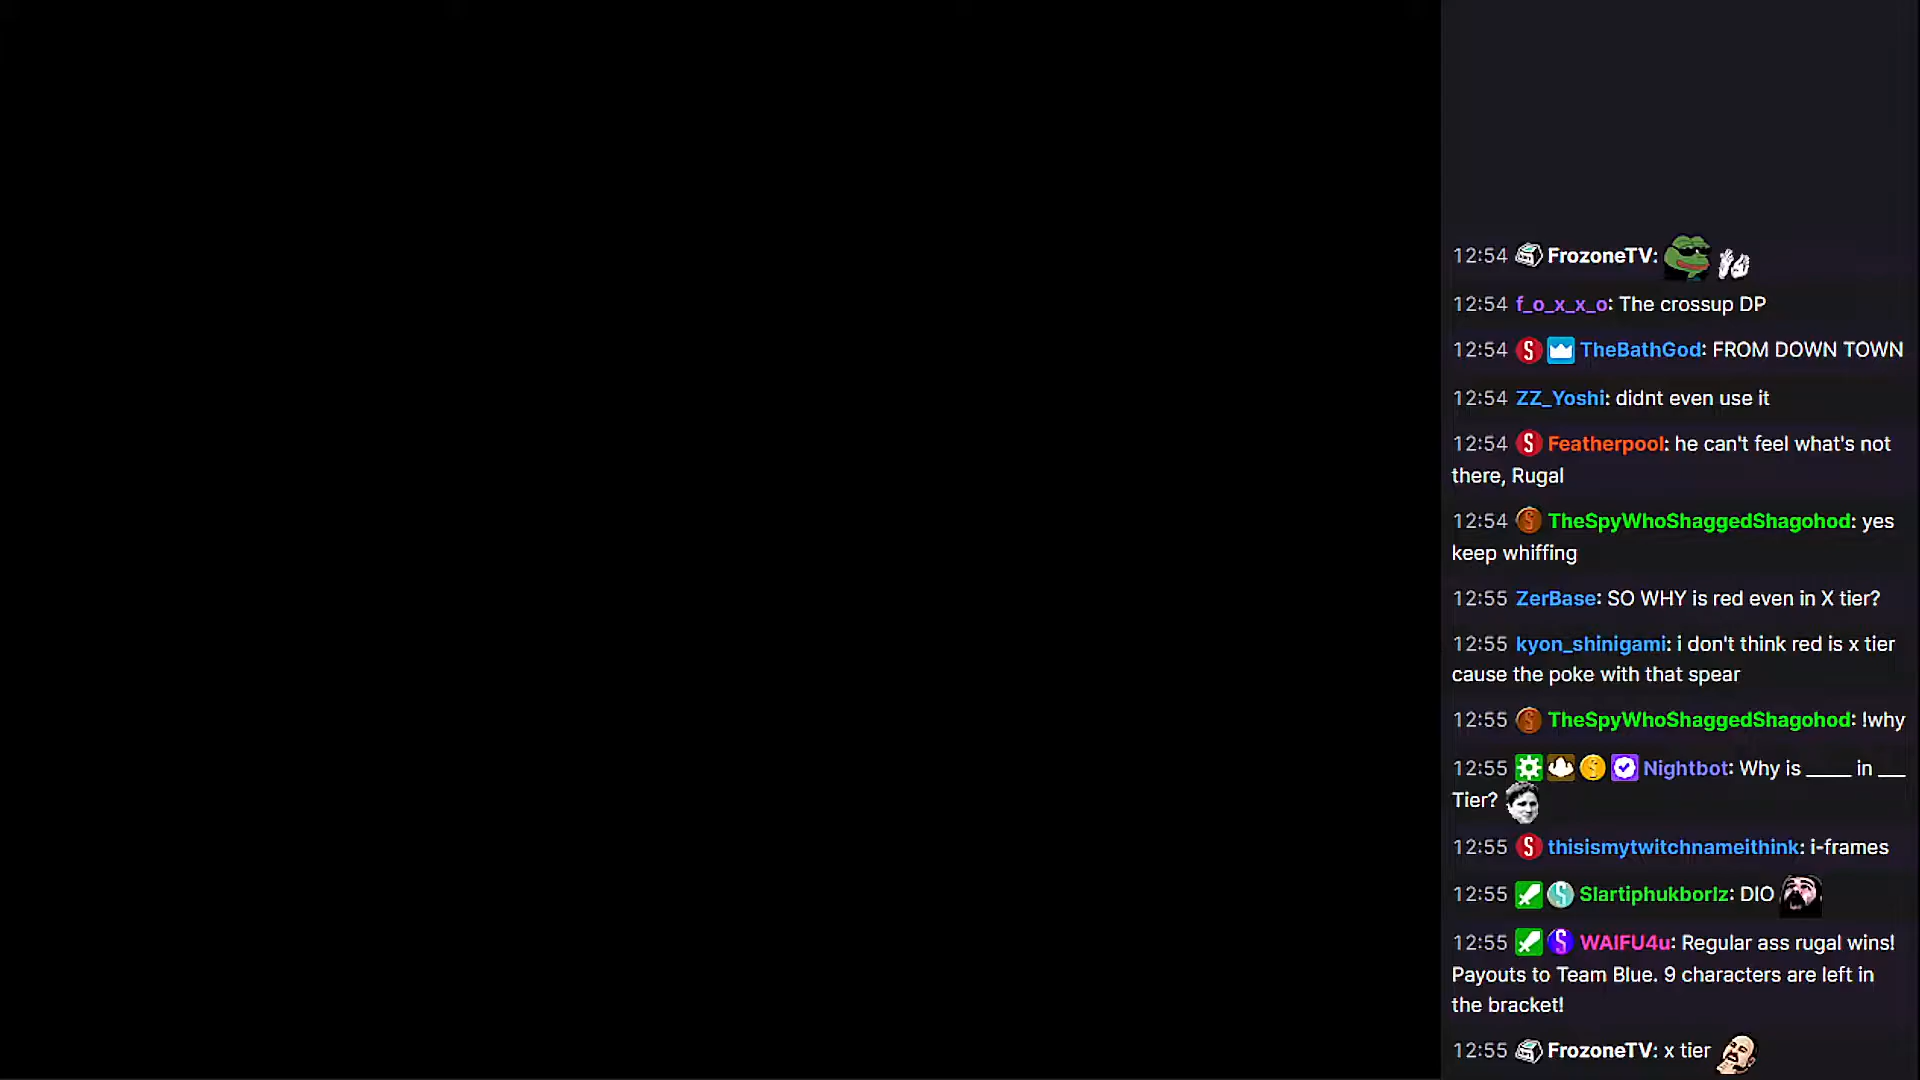 12:54 FrozoneTV:
12:54 f_o_x_x_o: The crossup DP
12:54 TheBathGod: FROM DOWN TOWN
12:54 ZZ_Yoshi: didnt even use it
12:54 Featherpool: he can't feel what's not
there, Rugal
12:54 TheSpyWhoShaggedShagohod: yes
keep whiffing
12:55 ZerBase: SO WHY is red even in X tier?
12:55 kyon_shinigami: i don't think red is x tier
cause the poke with that spear
12:55 TheSpyWhoShaggedShagohod: !why
12:55 Nightbot: Why is _____ in ___
Tier?
12:55 thisismytwitchnameithink: i-frames
12:55 Slartiphukborlz: DIO
12:55 WAIFU4u: Regular ass rugal wins!
Payouts to Team Blue. 9 characters are left in
the bracket!
12:55 FrozoneTV: x tier